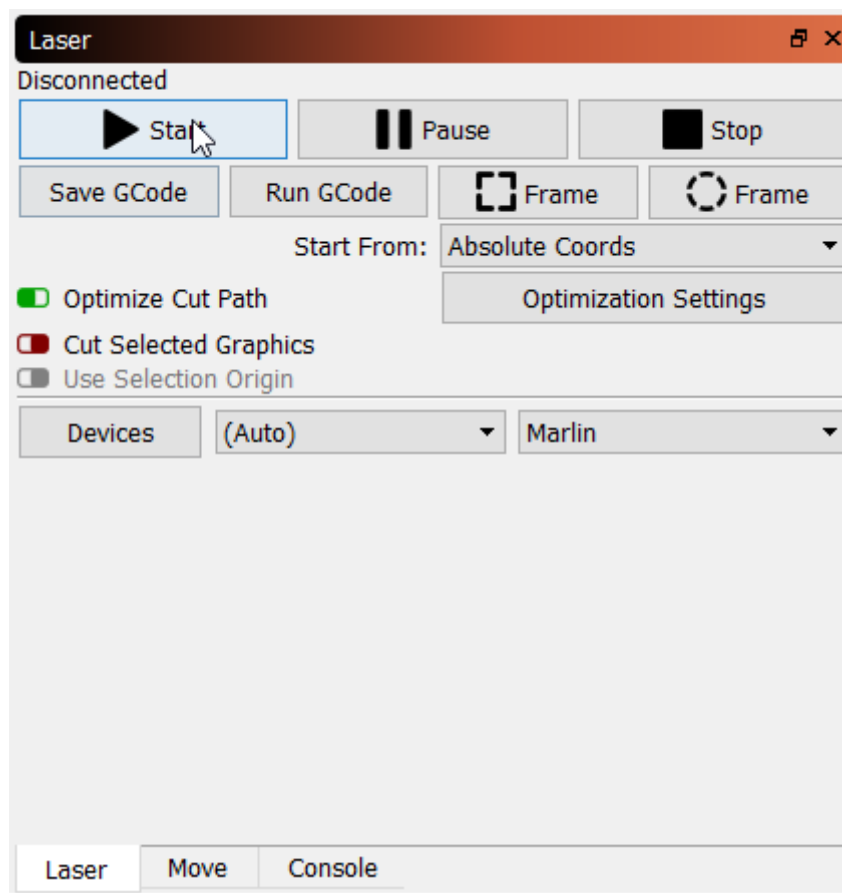 Laser
Disconnected
Start Pause Stop
Save GCode Run GCode Frame Frame
Start From: Absolute Coords
Optimize Cut Path Optimization Settings
Cut Selected Graphics
Use Selection Origin
Devices (Auto) Marlin
Laser Move Console